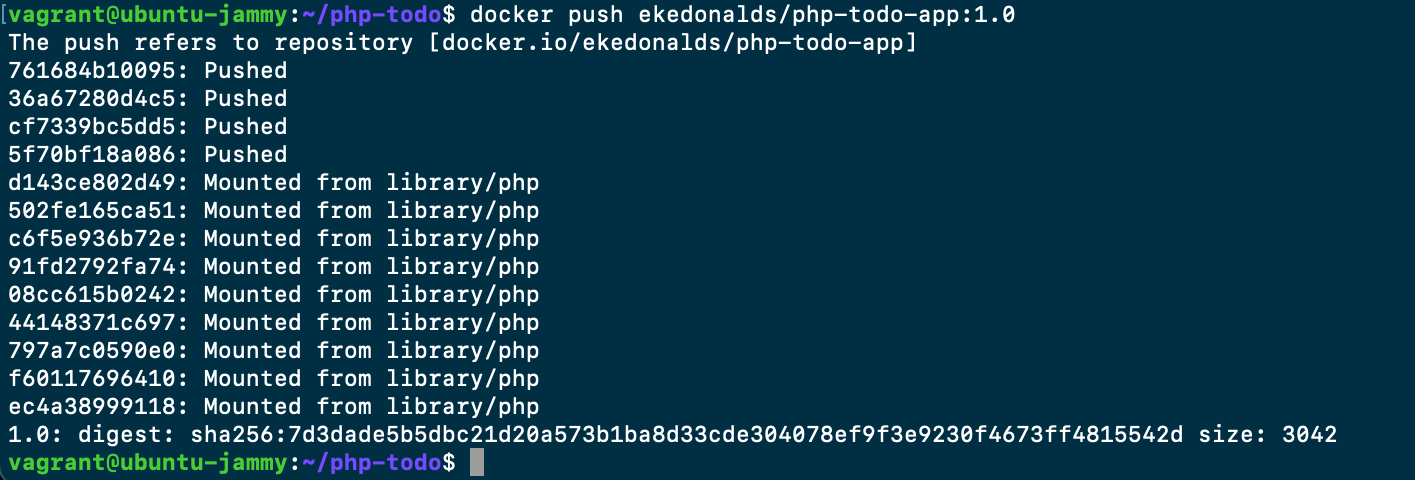 [vagrant@ubuntu-jammy:~/php-todo$ docker push ekedonalds/php-todo-app:1.0
The push refers to repository [docker.io/ekedonalds/php-todo-app]
761684b10095: Pushed
36a67280d4c5: Pushed
cf7339bc5dd5: Pushed
5f70bf18a086: Pushed
d143ce802d49: Mounted from library/php
502fe165ca51: Mounted from library/php
c6f5e936b72e: Mounted from library/php
91fd2792fa74: Mounted from library/php
08cc615b0242: Mounted from library/php
44148371c697: Mounted from library/php
797a7c0590e0: Mounted from library/php
f60117696410: Mounted from library/php
ec4a38999118: Mounted from library/php
1.0: digest: sha256:7d3dade5b5dbc21d20a573b1ba8d33cde304078ef9f3e9230f4673ff4815542d size: 3042
vagrant@ubuntu-jammy:~/php-todo$